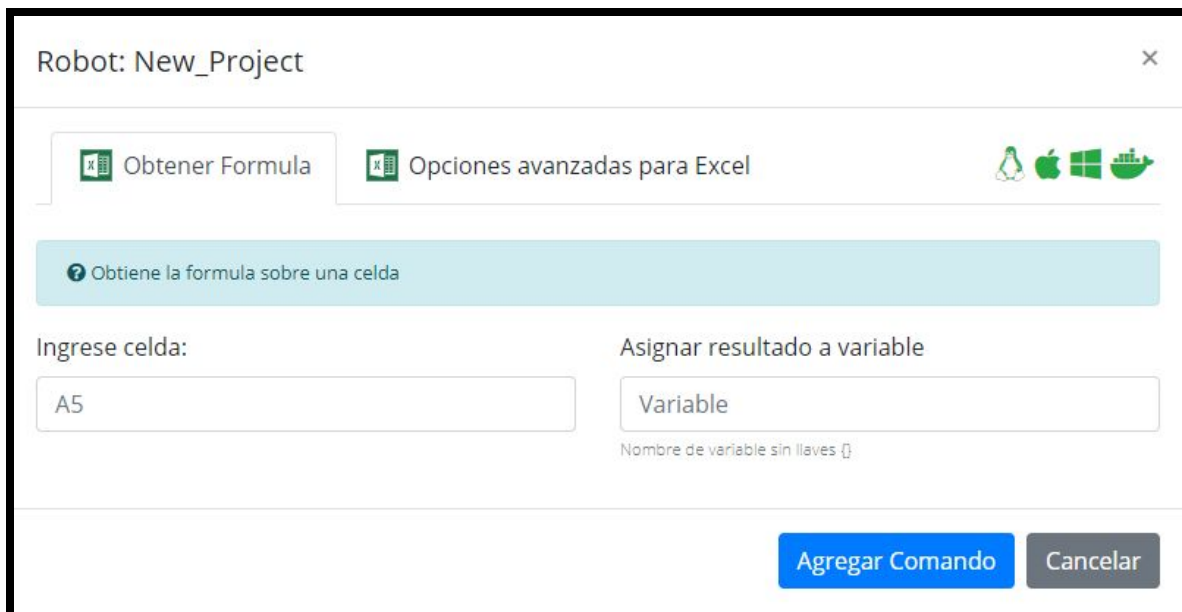 Robot: New_Project
×
Obtener Formula
Opciones avanzadas para Excel
Obtiene la formula sobre una celda
Ingrese celda:
Asignar resultado a variable
A5
Variable
Nombre de variable sin llaves {}
Agregar Comando
Cancelar